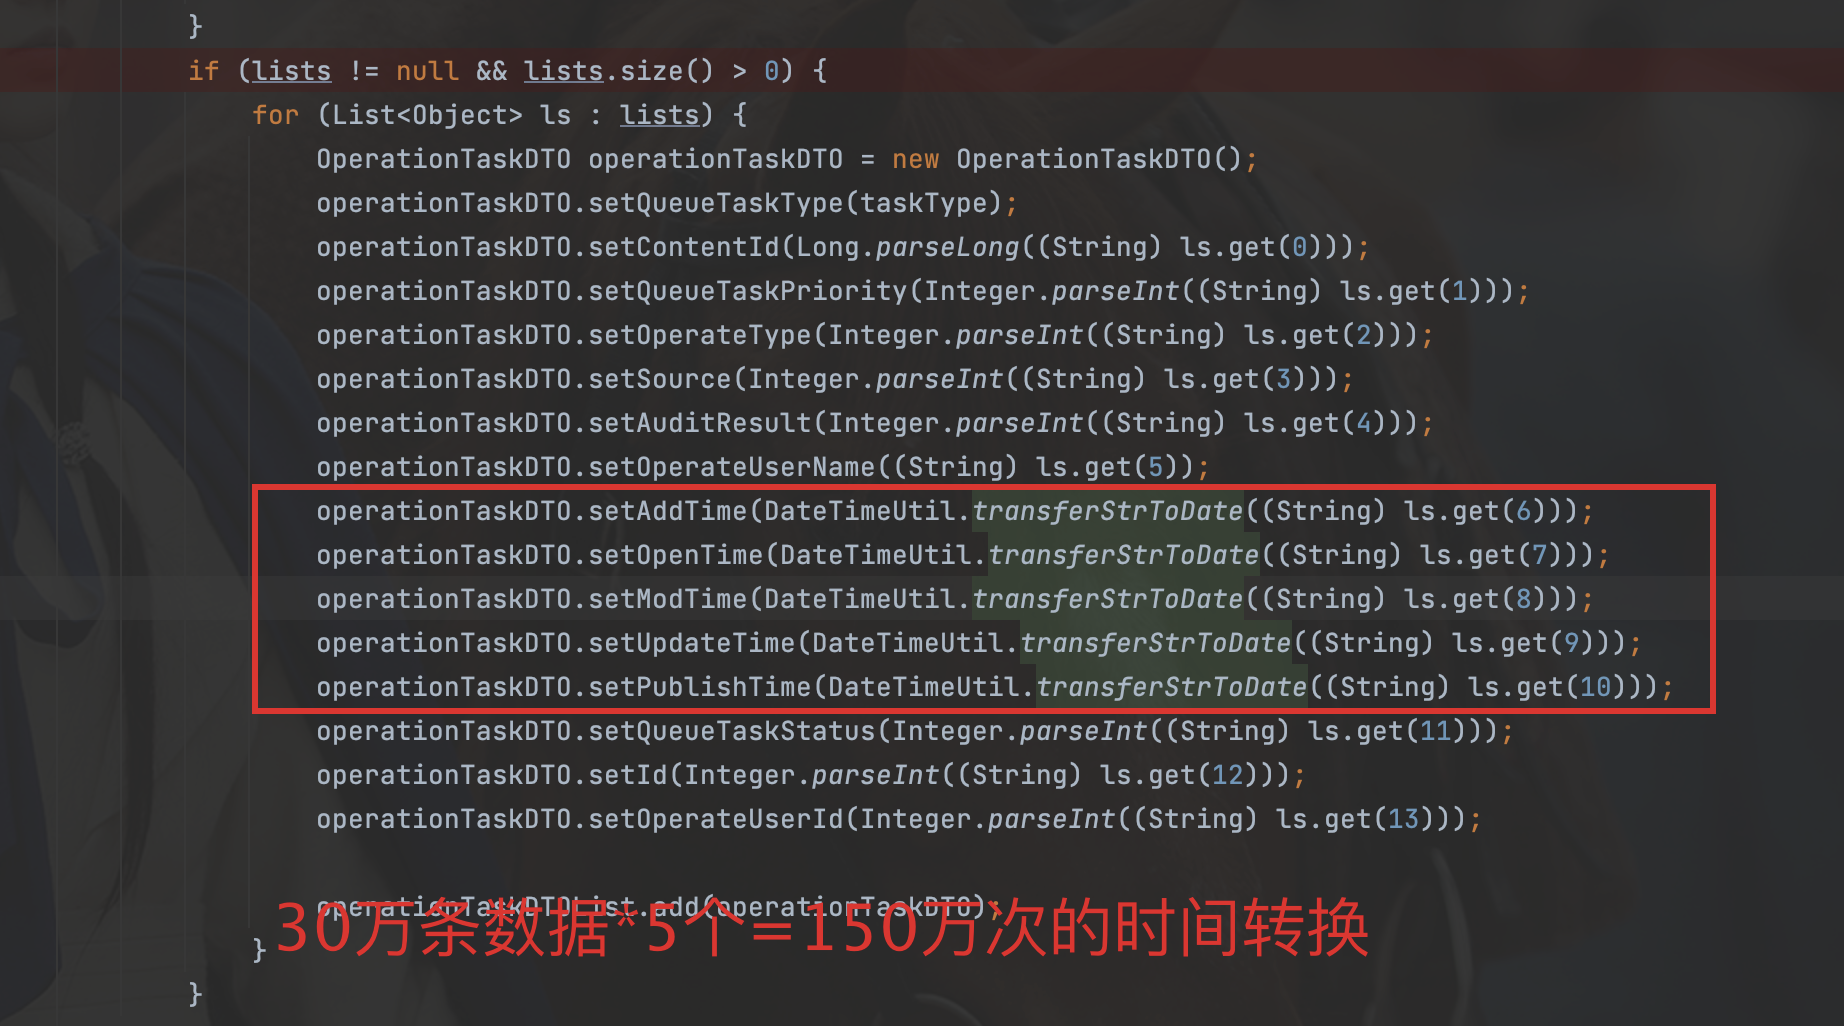 }
if (lists != null && lists.size() > 0) {
for (List<Object> ls : lists) {
OperationTaskDTO operationTaskDTO = new OperationTaskDTO();
operationTaskDTO.setQueueTaskType(taskType);
operationTaskDTO.setContentId(Long.parseLong((String) ls.get(0)));
operationTaskDTO.setQueueTaskPriority(Integer.parseInt((String) ls.get(1)));
operationTaskDTO.setOperateType(Integer.parseInt((String) ls.get(2)));
operationTaskDTO.setSource(Integer.parseInt((String) ls.get(3)));
operationTaskDTO.setAuditResult(Integer.parseInt((String) ls.get(4)));
operationTaskDTO.setOperateUserName((String) ls.get(5));
operationTaskDTO.setAddTime(DateTimeUtil.transferStrToDate((String) ls.get(6)));
operationTaskDTO.setOpenTime(DateTimeUtil.transferStrToDate((String) ls.get(7)));
operationTaskDTO.setModTime(DateTimeUtil.transferStrToDate((String) ls.get(8)));
operationTaskDTO.setUpdateTime(DateTimeUtil.transferStrToDate((String) ls.get(9)));
operationTaskDTO.setPublishTime(DateTimeUtil.transferStrToDate((String) ls.get(10)));
operationTaskDTO.setQueueTaskStatus(Integer.parseInt((String) ls.get(11)));
operationTaskDTO.setId(Integer.parseInt((String) ls.get(12)));
operationTaskDTO.setOperateUserId(Integer.parseInt((String) ls.get(13)));
operationTaskDTOList.add(operationTaskDTO);
30万条数据*5个=150万次的时间转换
}
}